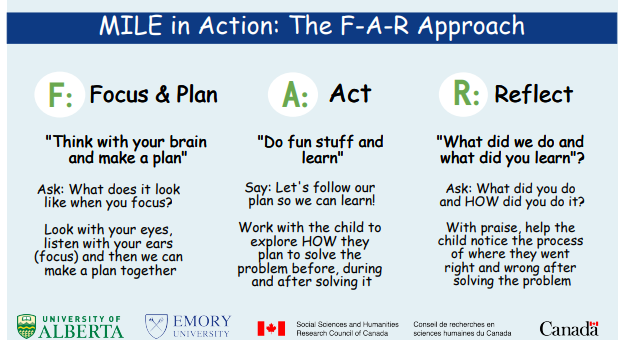 MILE in Action: The F-A-R Approach
F: Focus & Plan
"Think with your brain
and make a plan"
Ask: What does it look
like when you focus?
Look with your eyes,
listen with your ears
(focus) and then we can
make a plan together
A: Act
"Do fun stuff and
learn"
Say: Let's follow our
plan so we can learn!
Work with the child to
explore HOW they
plan to solve the
problem before, during
and after solving it
R: Reflect
"What did we do and
what did you learn"?
Ask: What did you do
and HOW did you do it?
With praise, help the
child notice the process
of where they went
right and wrong after
solving the problem
UNIVERSITY OF
ALBERTA
EMORY
UNIVERSITY
Social Sciences and Humanities
Research Council of Canada
Conseil de recherches en
sciences humaines du Canada
Canada